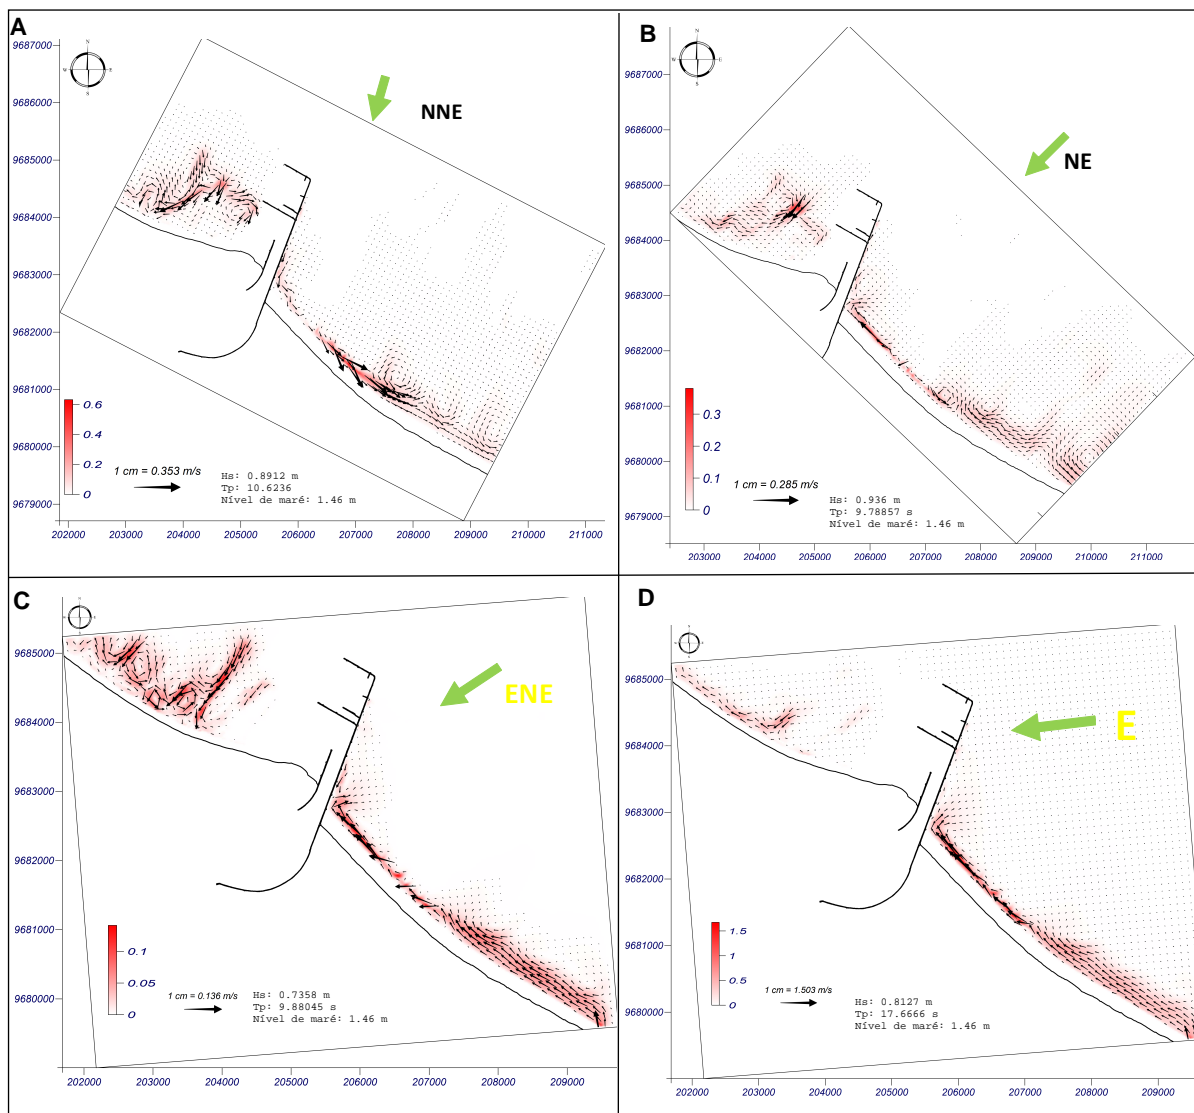 A
N
W
E
S
NNE
9687000
9686000
9685000
9684000
9683000
9682000
9681000
9680000
9679000
0.6
0.4
0.2
0
1 cm = 0.353 m/s
Hs: 0.8912 m
Tp: 10.6236
Nível de maré: 1.46 m
202000 203000 204000 205000 206000 207000 208000 209000 210000 211000
B
N
W
E
S
NE
9687000
9686000
9685000
9684000
9683000
9682000
9681000
9680000
9679000
0.3
0.2
0.1
0
1 cm = 0.285 m/s
Hs: 0.936 m
Tp: 9.78857 s
Nível de maré: 1.46 m
203000 204000 205000 206000 207000 208000 209000 210000 211000
C
ENE
9685000
9684000
9683000
9682000
9681000
9680000
0.1
0.05
0
1 cm = 0.136 m/s
Hs: 0.7358 m
Tp: 9.88045 s
Nível de maré: 1.46 m
202000 203000 204000 205000 206000 207000 208000 209000
D
E
9685000
9684000
9683000
9682000
9681000
9680000
1.5
1
0.5
0
1 cm = 1.503 m/s
Hs: 0.8127 m
Tp: 17.6666 s
Nível de maré: 1.46 m
202000 203000 204000 205000 206000 207000 208000 209000